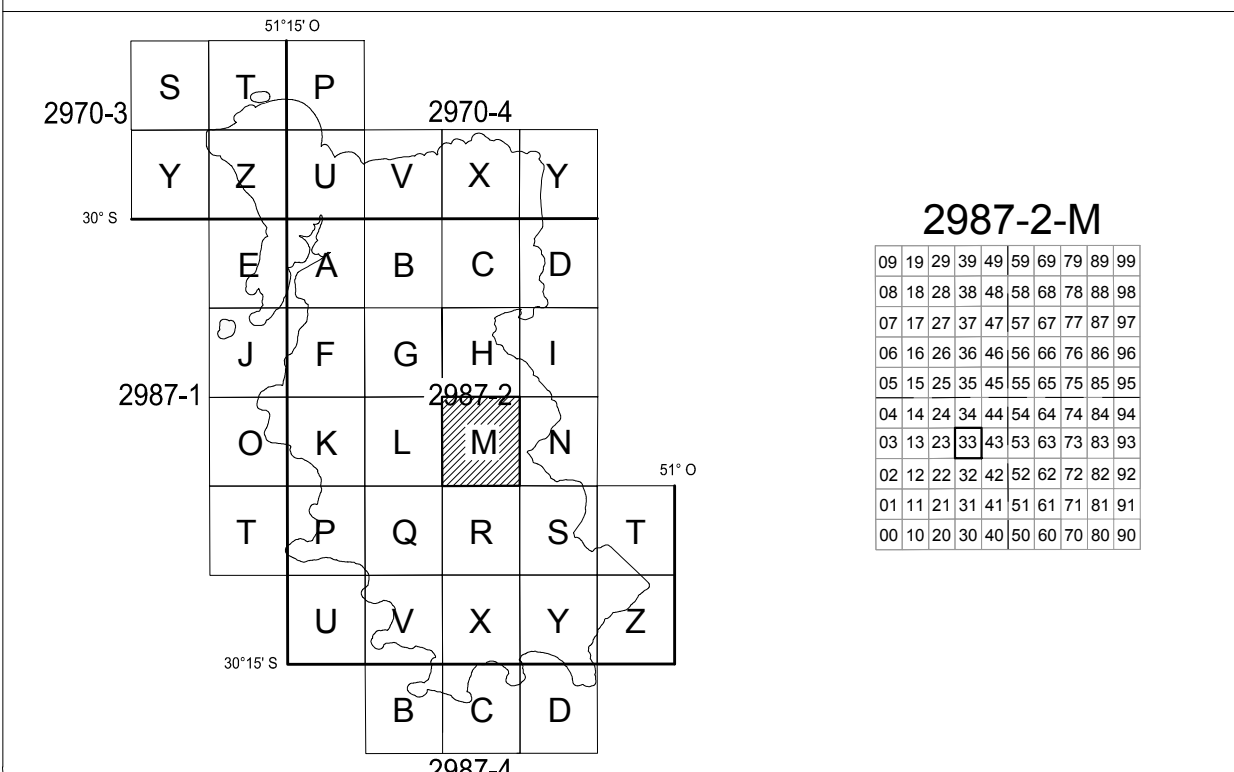 51°15' O
S T P
2970-3
2970-4
Y Z U V X Y
30° S
E A B C D
J F G H I
2987-1
2987-2
O K L M N
51° O
T P Q R S T
U V X Y Z
30°15' S
B C D
2987-4
2987-2-M
09 19 29 39 49 59 69 79 89 99
08 18 28 38 48 58 68 78 88 98
07 17 27 37 47 57 67 77 87 97
06 16 26 36 46 56 66 76 86 96
05 15 25 35 45 55 65 75 85 95
04 14 24 34 44 54 64 74 84 94
03 13 23 33 43 53 63 73 83 93
02 12 22 32 42 52 62 72 82 92
01 11 21 31 41 51 61 71 81 91
00 10 20 30 40 50 60 70 80 90